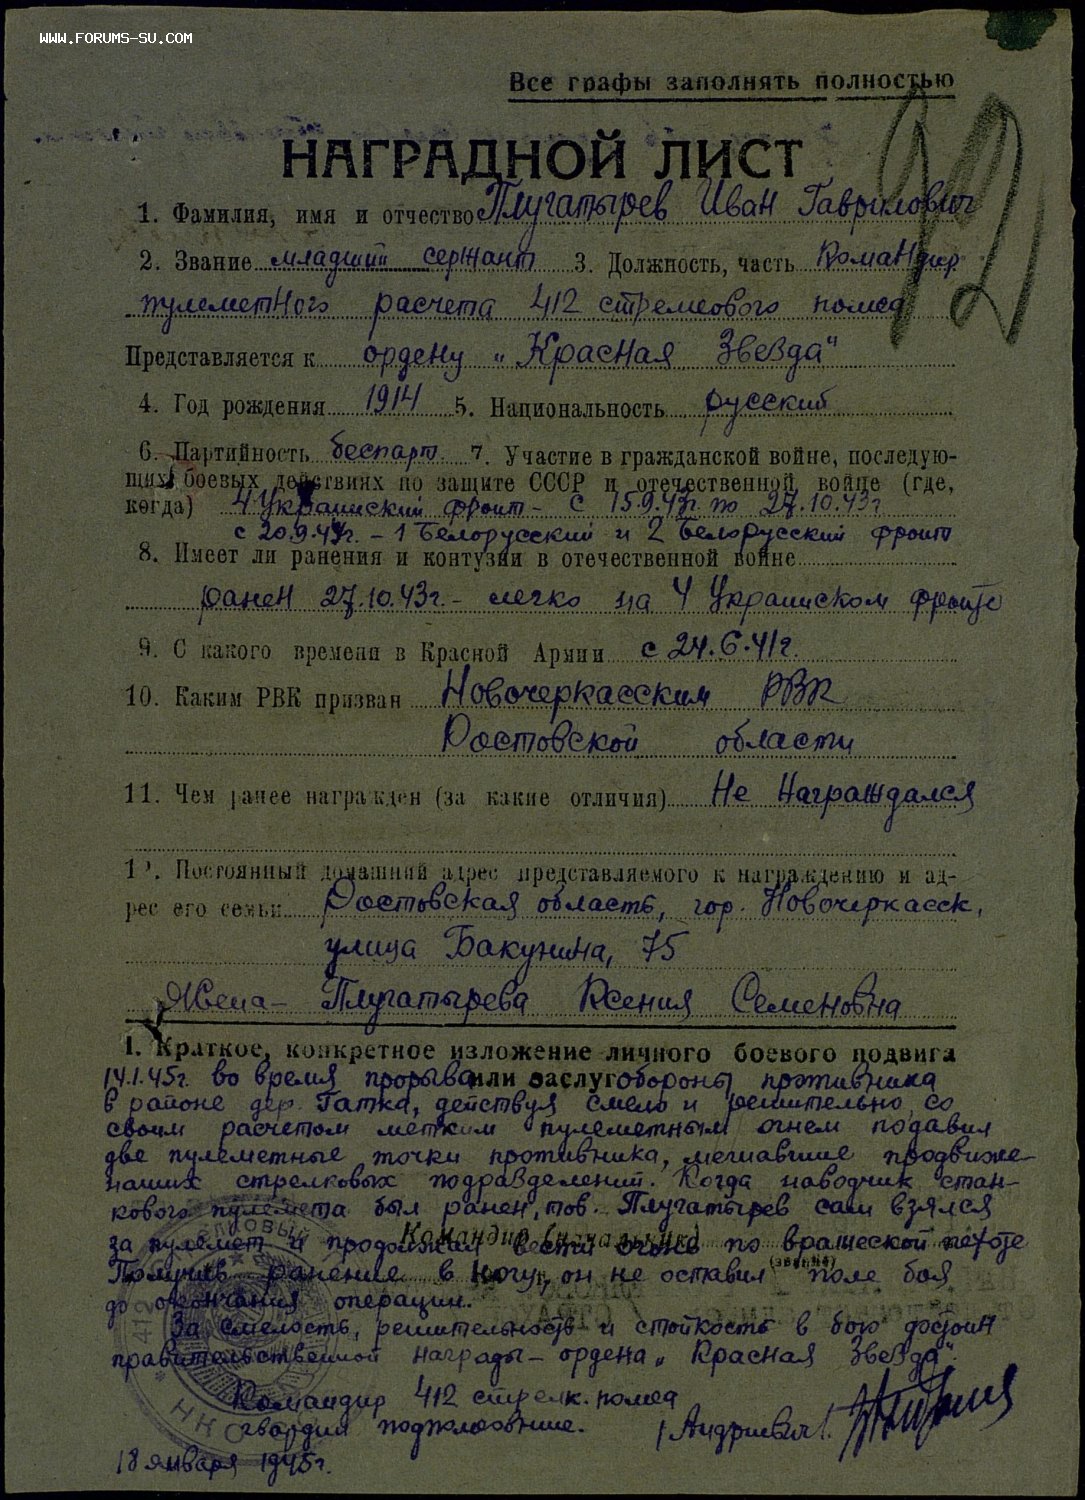 WWW.FORUMS-SU.COM
Все графы заполнять полностью
НАГРАДНОЙ ЛИСТ
1. Фамилия, имя и отчество Плугатырев Иван Гаврилович
2. Звание младший сержант 3. Должность, часть Командир
пулеметного расчета 412 стрелкового полка
Представляется к ордену „Красная Звезда"
4. Год рождения 1914 5. Национальность русский
6. Партийность беспарт. 7. Участие в гражданской войне, последую-
щих боевых действиях по защите СССР и отечественной войне (где,
когда) 4 Украинский фронт - с 15.9.43г. по 27.10.43г
с 20.9.44г. - 1 Белорусский и 2 Белорусский фронт
8. Имеет ли ранения и контузии в отечественной войне
ранен 27.10.43г. - легко на 4 Украинском фронте
9. С какого времени в Красной Армии с 24.6.41г.
10. Каким РВК призван Новочеркасским РВК
Ростовской области
11. Чем ранее награжден (за какие отличия) Не Награждался
12. Постоянный домашний адрес представляемого к награждению и ад-
рес его семьи Ростовская область, гор. Новочеркасск,
улица Бакунина, 75
Жена - Плугатырева Ксения Семеновна
I. Краткое, конкретное изложение личного боевого подвига
или заслуг
14.1.45г. во время прорыва обороны противника
в районе дер. Гатка, действуя смело и решительно, со
своим расчетом метким пулеметным огнем подавил
две пулеметные точки противника, мешавшие продвиже-
наших стрелковых подразделений. Когда наводчик стан-
кового пулемета был ранен, тов. Плугатырев сам взялся
Командир (начальник)
за пулемет и продолжал вести огонь по вражеской пехоте
(звание)
Получив ранение в ногу, он не оставил поле боя
до окончания операции.
За смелость, решительность и стойкость в бою достоин
правительственной награды - ордена „Красная Звезда".
Командир 412 стрелк. полка
гвардии подполковник.
18 января 1945г.